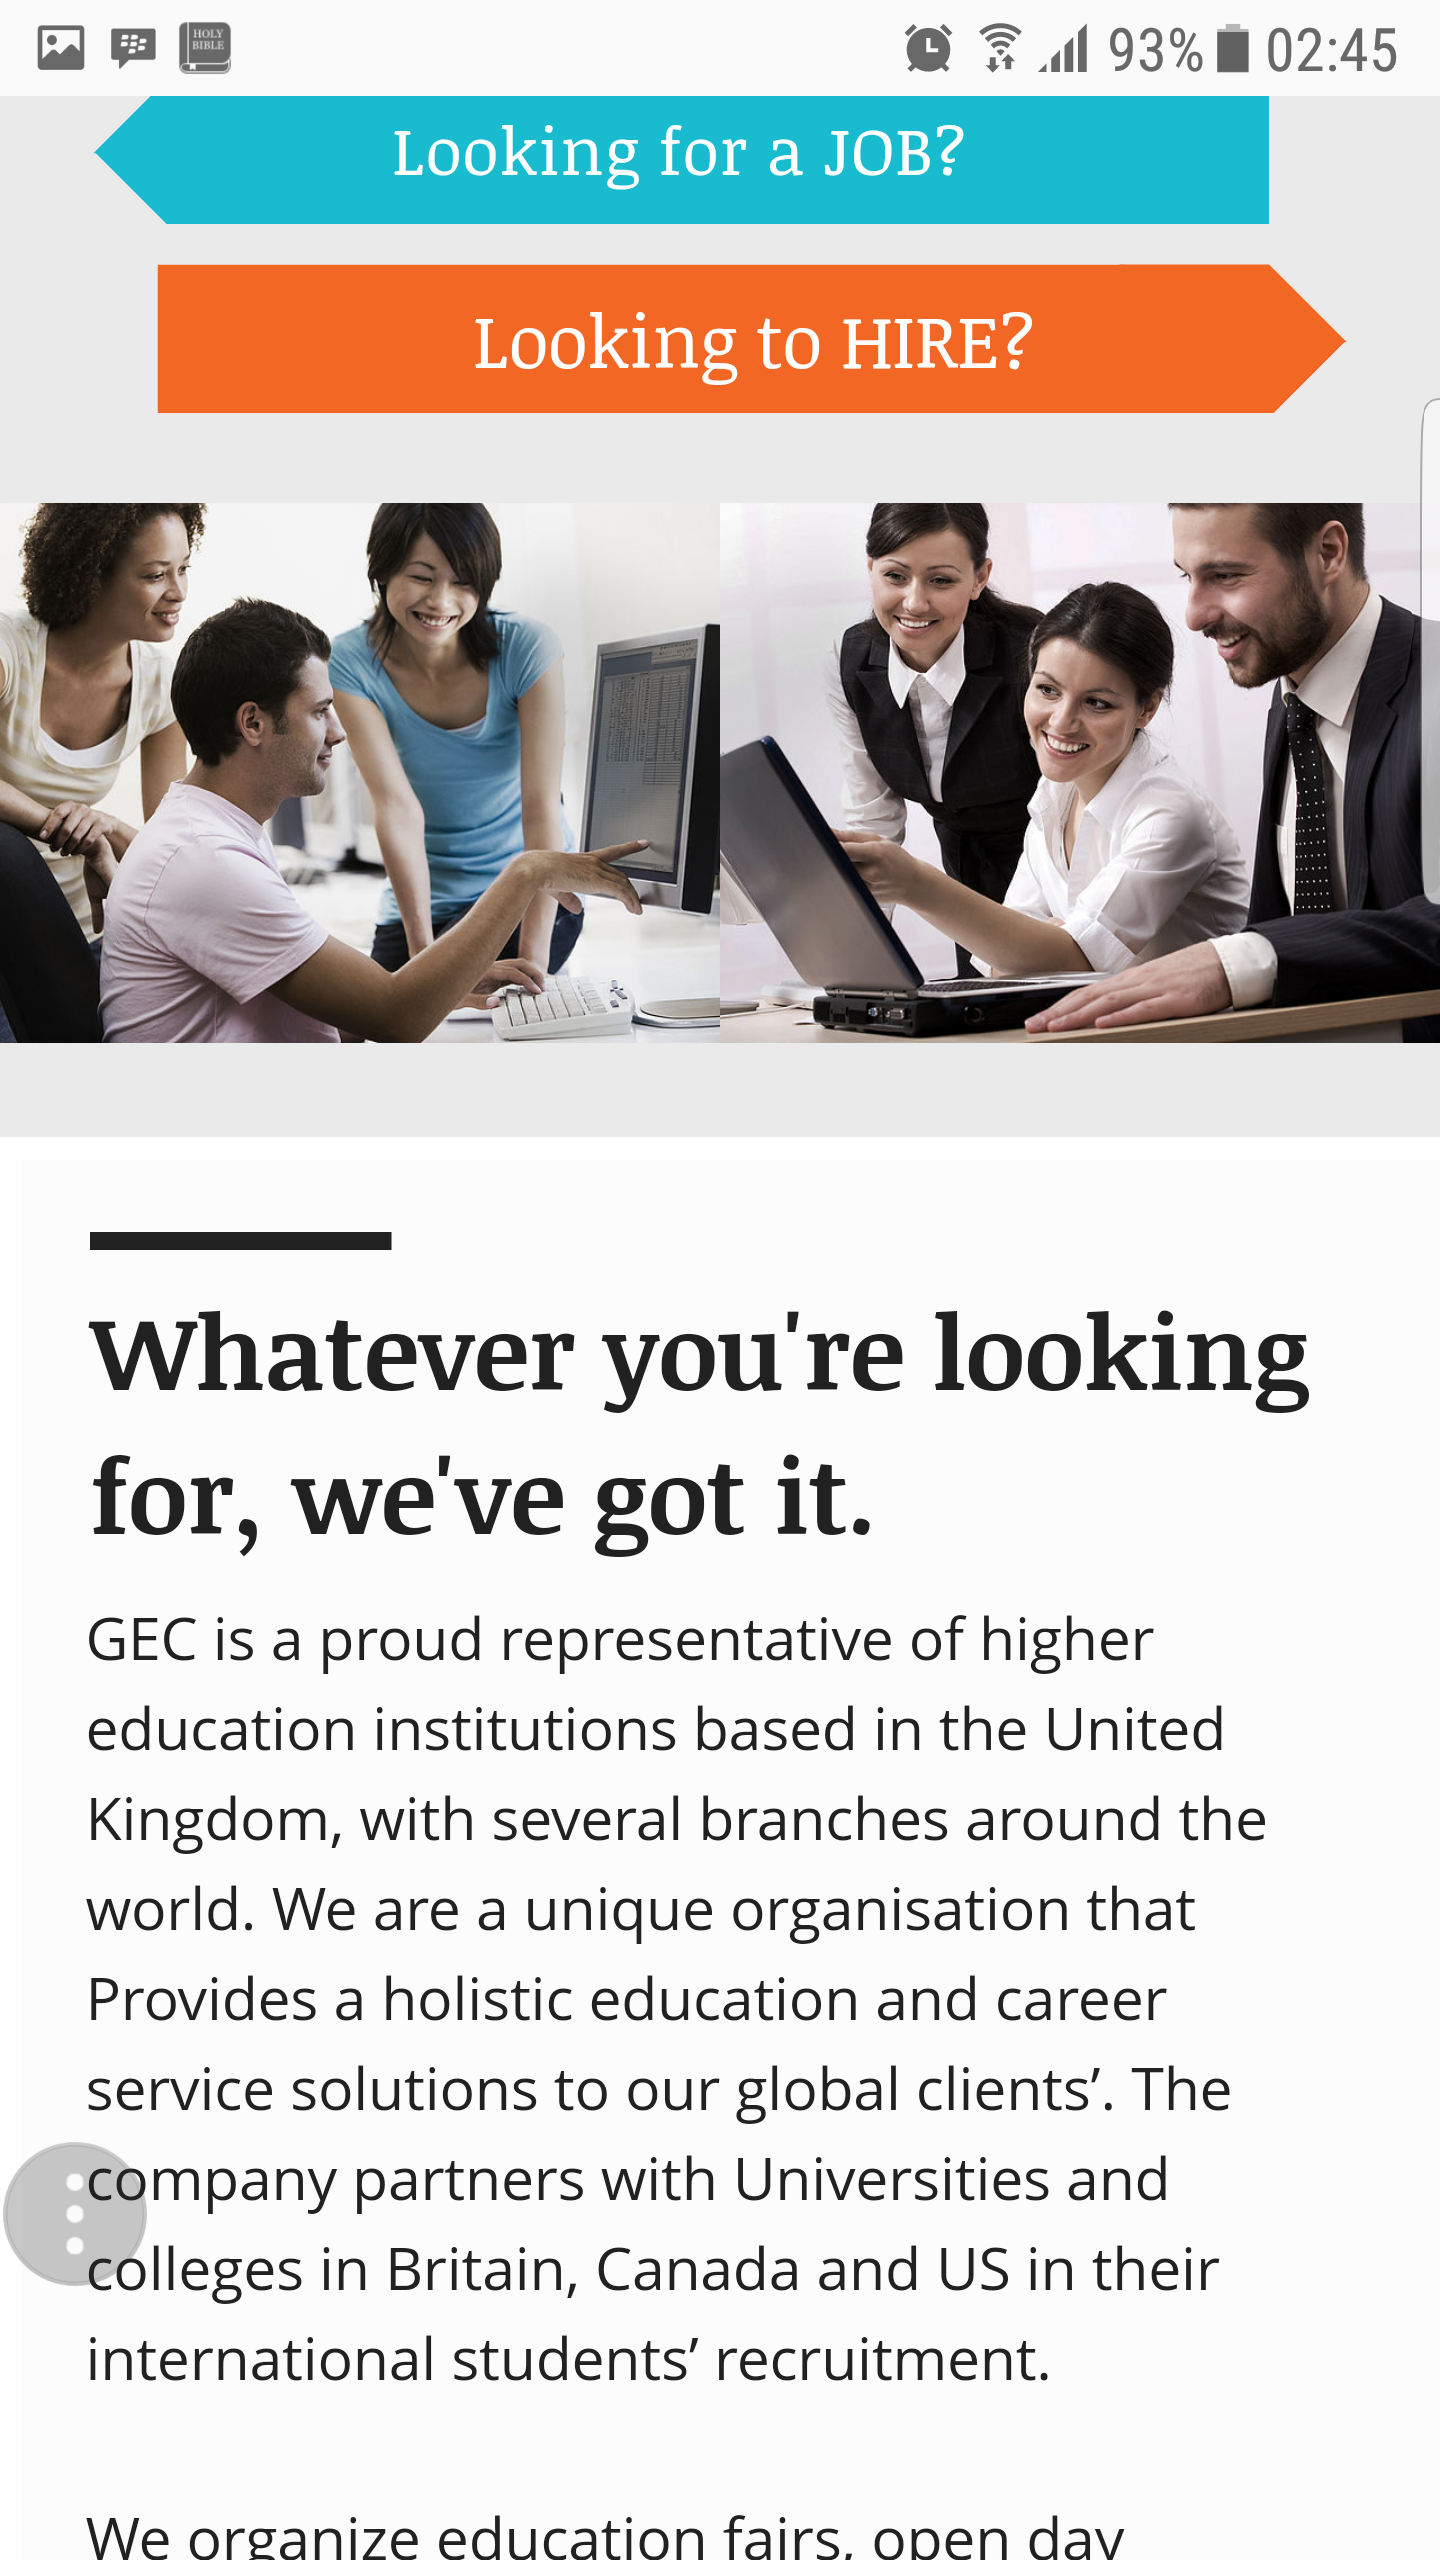 HOLY
BIBLE
93% 02:45
Looking for a JOB?
Looking to HIRE?
Whatever you're looking
for, we've got it.
GEC is a proud representative of higher
education institutions based in the United
Kingdom, with several branches around the
world. We are a unique organisation that
Provides a holistic education and career
service solutions to our global clients’. The
company partners with Universities and
colleges in Britain, Canada and US in their
international students’ recruitment.
We organize education fairs, open day